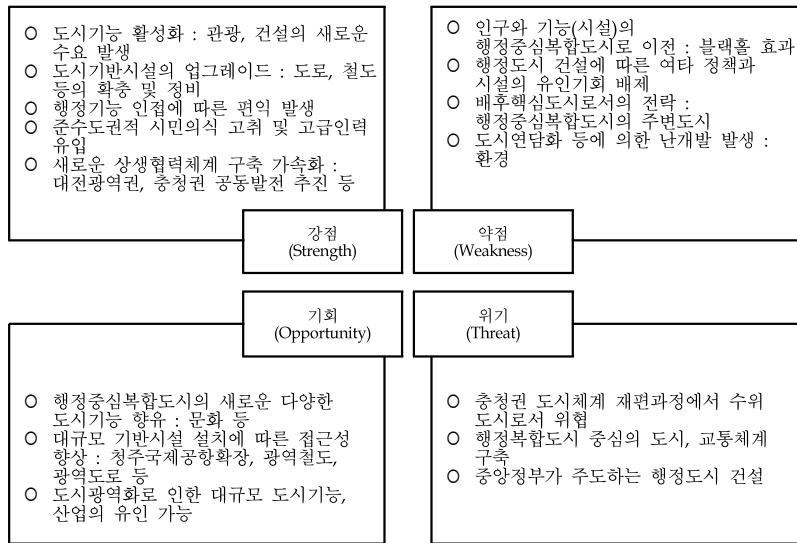 ○ 도시기능 활성화 : 관광, 건설의 새로운
수요 발생
○ 도시기반시설의 업그레이드 : 도로, 철도
등의 확충 및 정비
○ 행정기능 인접에 따른 편익 발생
○ 준수도권적 시민의식 고취 및 고급인력
유입
○ 새로운 상생협력체계 구축 가속화 :
대전광역권, 충청권 공동발전 추진 등
강점
(Strength)
○ 인구와 기능(시설)의
행정중심복합도시로 이전 : 블랙홀 효과
○ 행정도시 건설에 따른 여타 정책과
시설의 유인기회 배제
○ 배후핵심도시로서의 전락 :
행정중심복합도시의 주변도시
○ 도시연담화 등에 의한 난개발 발생 :
환경
약점
(Weakness)
기회
(Opportunity)
○ 행정중심복합도시의 새로운 다양한
도시기능 향유 : 문화 등
○ 대규모 기반시설 설치에 따른 접근성
향상 : 청주국제공항확장, 광역철도,
광역도로 등
○ 도시광역화로 인한 대규모 도시기능,
산업의 유인 가능
위기
(Threat)
○ 충청권 도시체계 재편과정에서 수위
도시로서 위협
○ 행정복합도시 중심의 도시, 교통체계
구축
○ 중앙정부가 주도하는 행정도시 건설